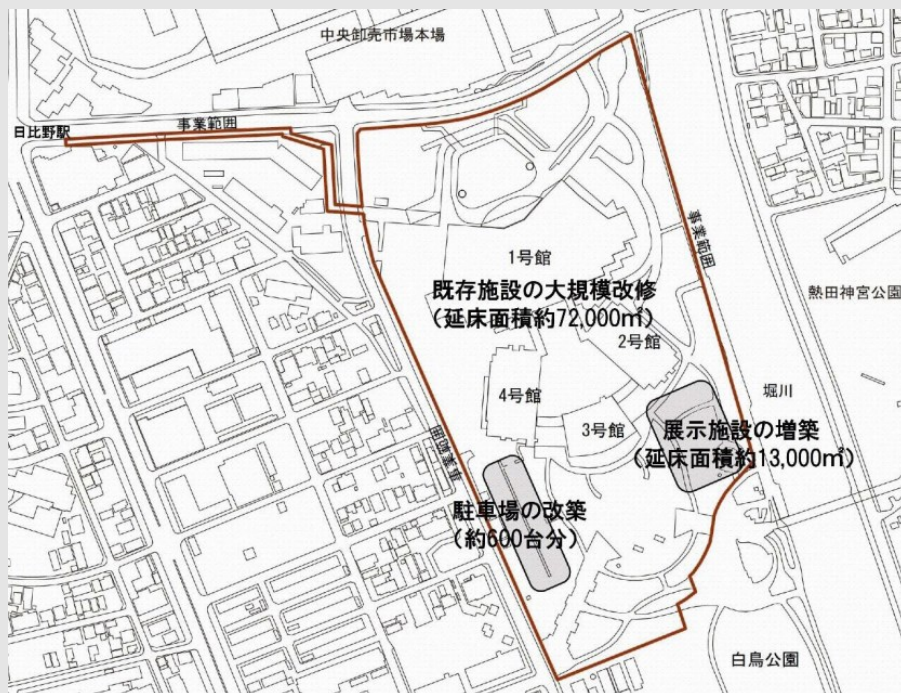 中央卸売市場本場
日比野駅
事業範囲
事業範囲
1号館
既存施設の大規模改修
（延床面積約72,000㎡）
熱田神宮公園
2号館
4号館
堀川
3号館
展示施設の増築
（延床面積約13,000㎡）
事業範囲
駐車場の改築
（約600台分）
白鳥公園